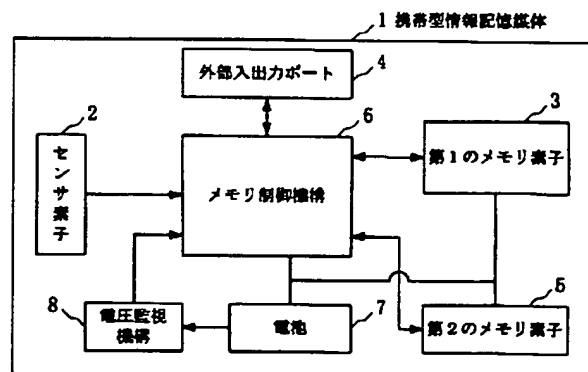 1 携帯型情報記憶媒体
外部入出力ポート
4
2
センサ素子
6
メモリ制御機構
3
第1のメモリ素子
8
電圧監視
機構
電池
7
5
第2のメモリ素子